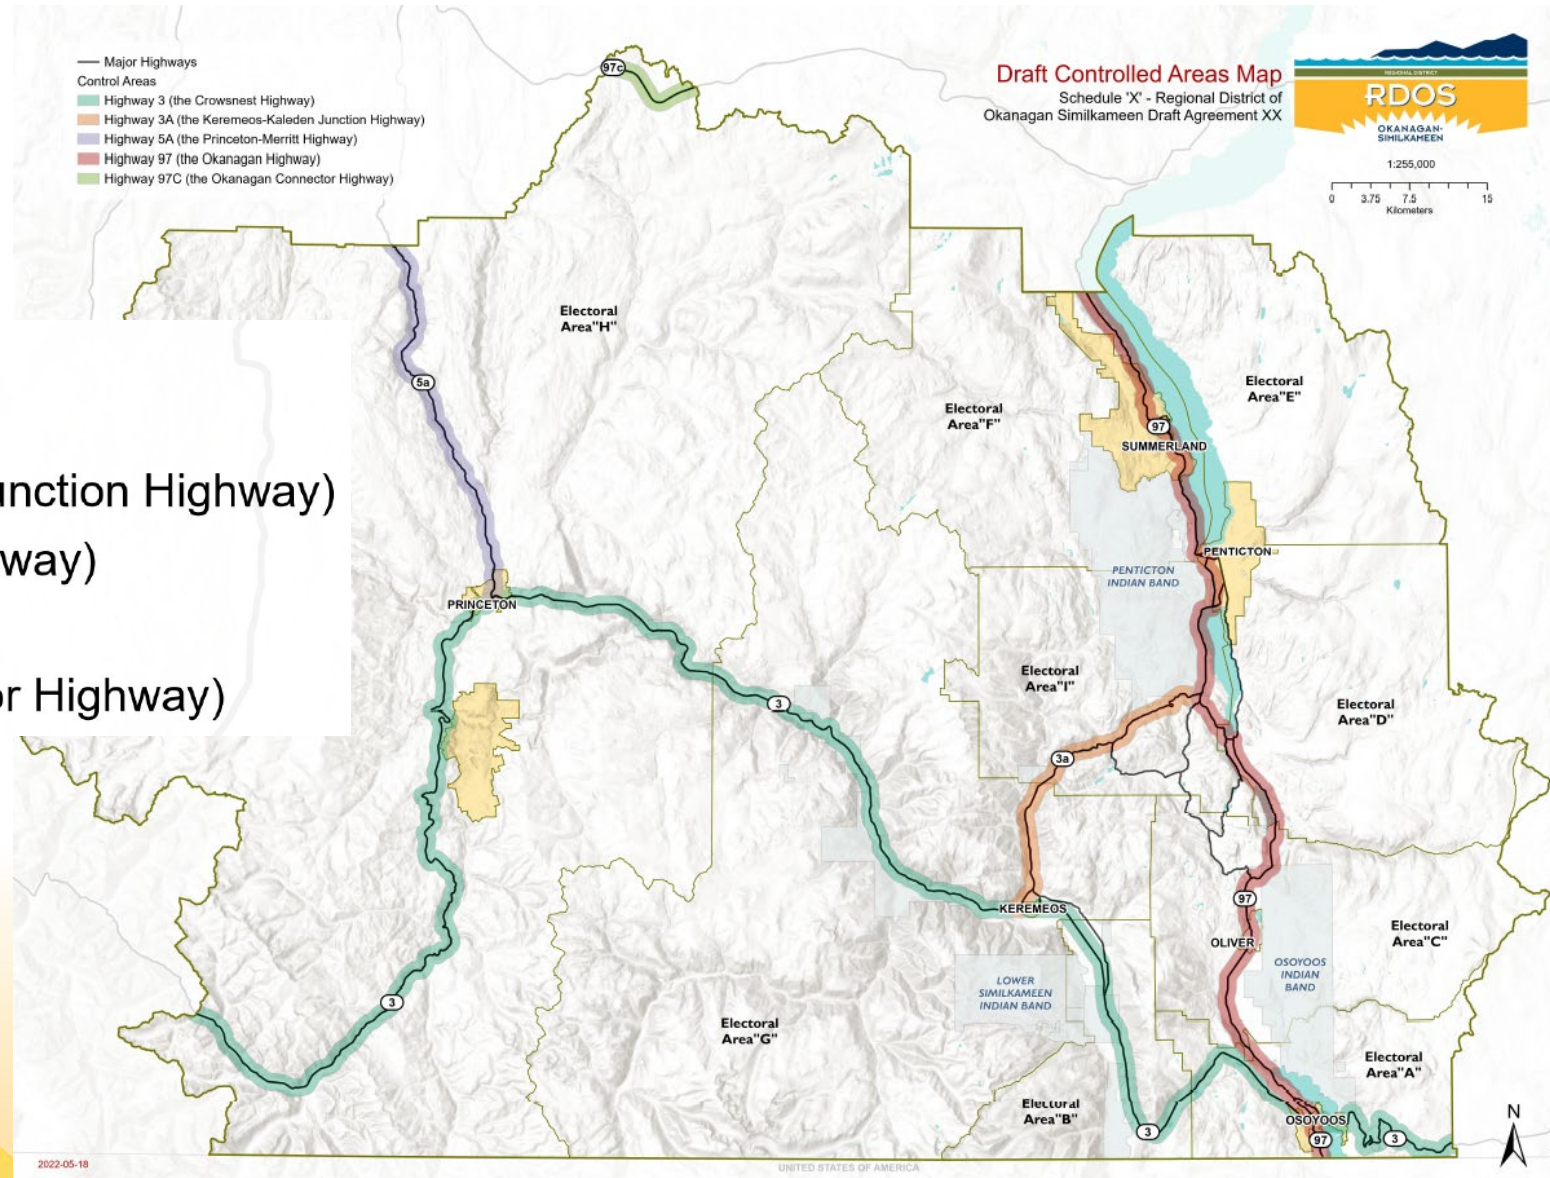 Major Highways
Control Areas
Highway 3 (the Crowsnest Highway)
Highway 3A (the Keremeos-Kaleden Junction Highway)
Highway 5A (the Princeton-Merritt Highway)
Highway 97 (the Okanagan Highway)
Highway 97C (the Okanagan Connector Highway)
97c
Draft Controlled Areas Map
Schedule 'X' - Regional District of
Okanagan Similkameen Draft Agreement XX
REGIONAL DISTRICT
RDOS
OKANAGAN-
SIMILKAMEEN
1:255,000
0 3.75 7.5 15
Kilometers
Electoral
Area"H"
5a
Electoral
Area"E"
Electoral
Area"F"
97
SUMMERLAND
unction Highway)
way)
or Highway)
PENTICTON
PENTICTON
INDIAN BAND
PRINCETON
Electoral
Area"I"
3
Electoral
Area"D"
3a
97
KEREMEOS
OLIVER
Electoral
Area"C"
OSOYOOS
INDIAN
BAND
LOWER
SIMILKAMEEN
INDIAN BAND
3
Electoral
Area"G"
Electoral
Area"A"
Electoral
Area"B"
OSOYOOS
3
97
3
N
2022-05-18
UNITED STATES OF AMERICA